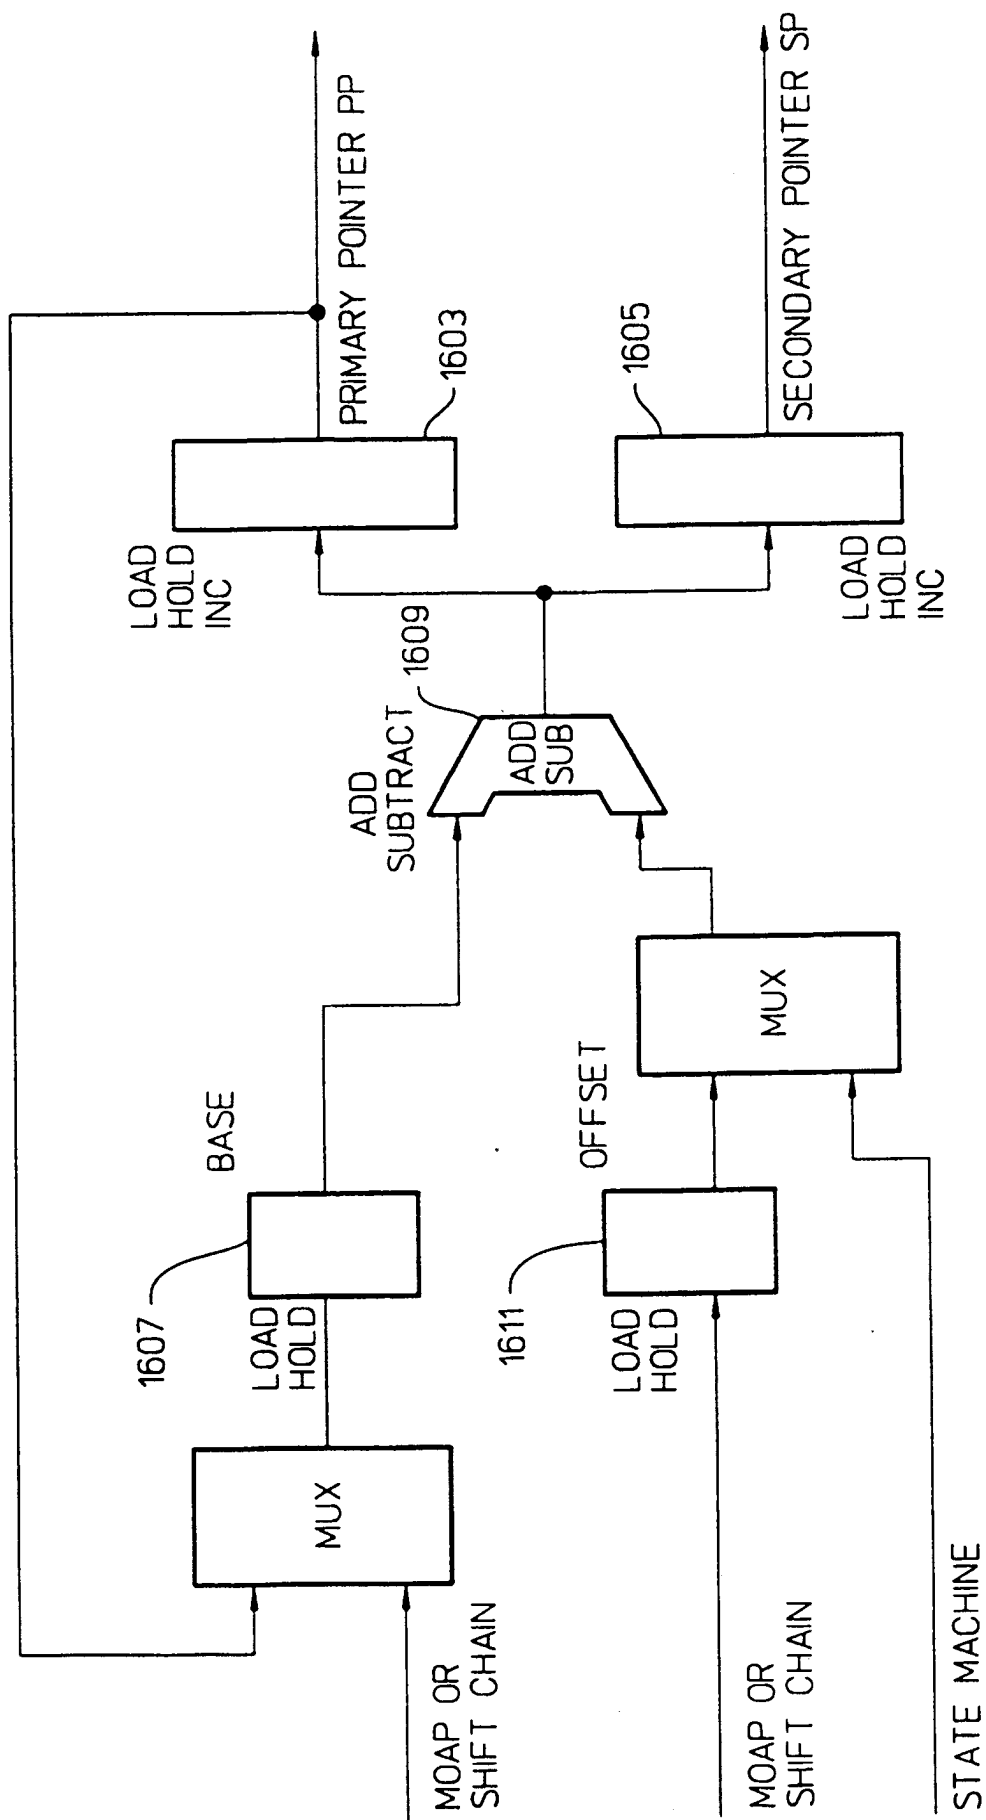 MOAP OR
SHIFT CHAIN
MUX
LOAD
HOLD
1607
BASE
ADD
SUBTRACT
1609
ADD
SUB
LOAD
HOLD
INC
1603
PRIMARY POINTER PP
MOAP OR
SHIFT CHAIN
LOAD
HOLD
1611
OFFSET
MUX
STATE MACHINE
LOAD
HOLD
INC
1605
SECONDARY POINTER SP